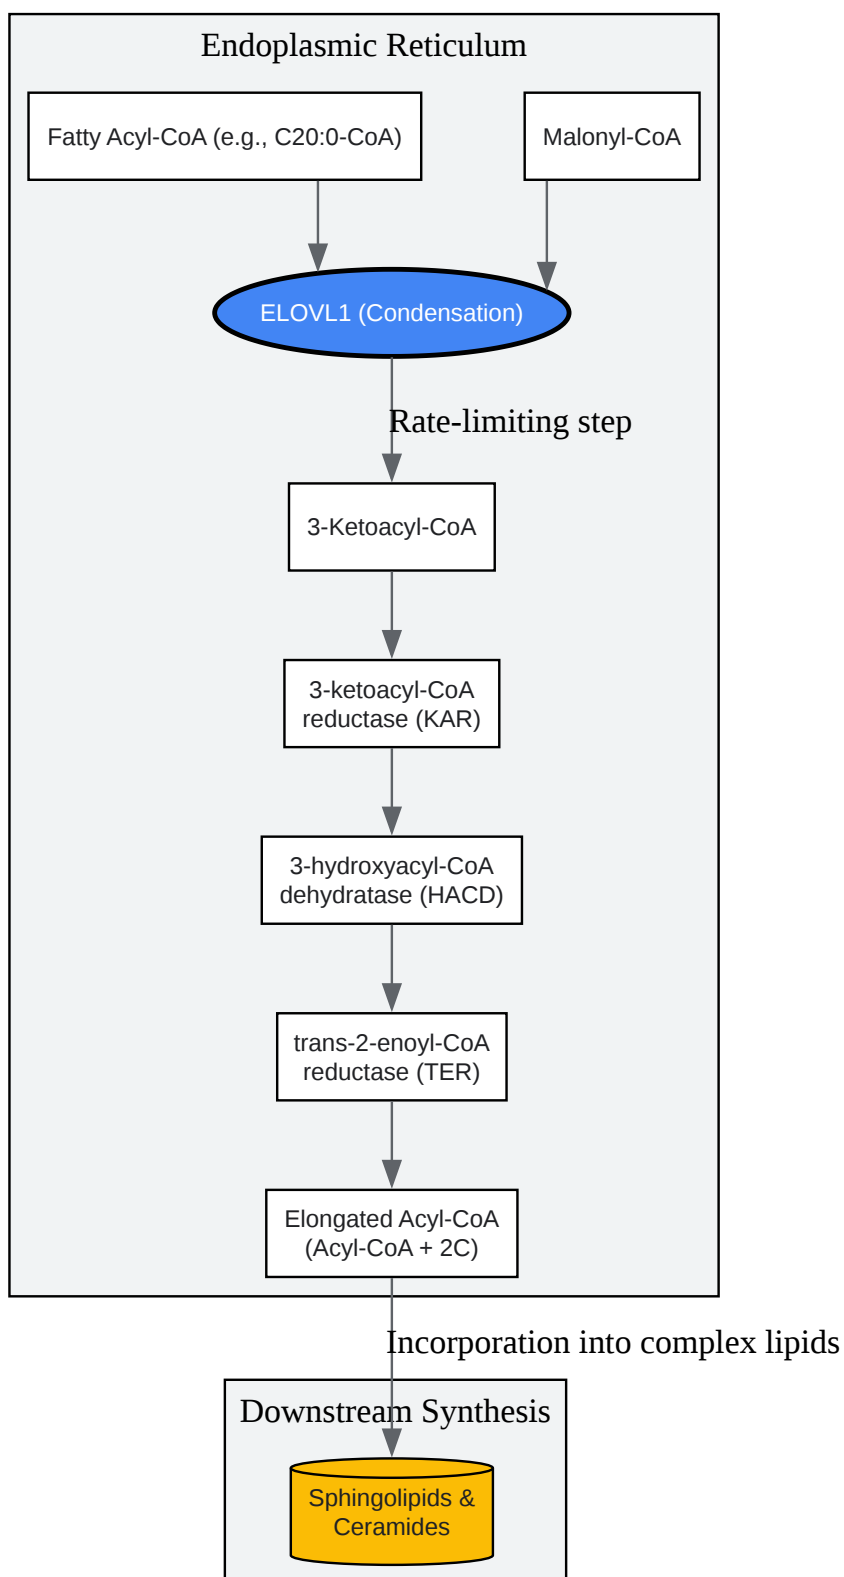 Endoplasmic Reticulum
Fatty Acyl-CoA (e.g., C20:0-CoA)
Malonyl-CoA
ELOVL1 (Condensation)
Rate-limiting step
3-Ketoacyl-CoA
3-ketoacyl-CoA
reductase (KAR)
3-hydroxyacyl-CoA
dehydratase (HACD)
trans-2-enoyl-CoA
reductase (TER)
Elongated Acyl-CoA
(Acyl-CoA + 2C)
Incorporation into complex lipids
Downstream Synthesis
Sphingolipids &
Ceramides